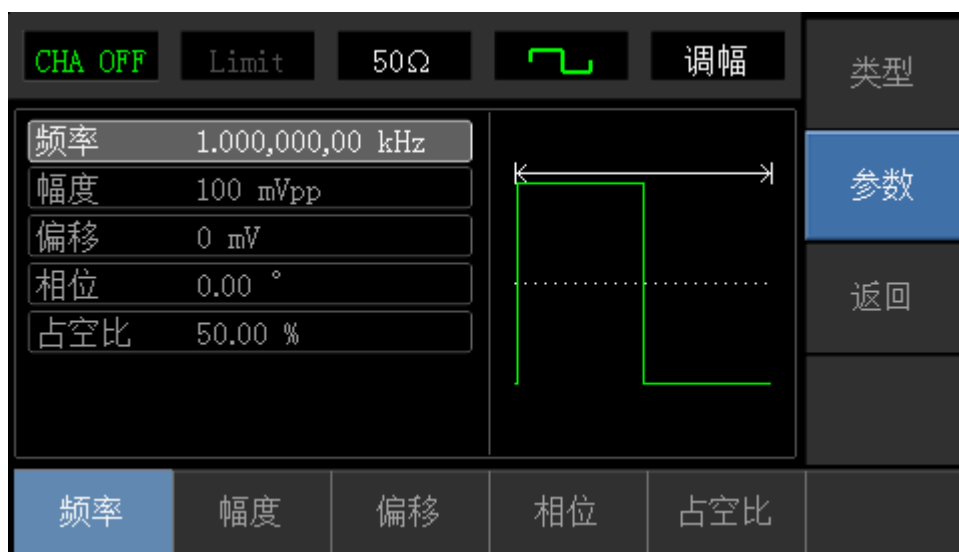 CHA OFF Limit 50Ω 调幅 类型
频率 1.000,000,00 kHz
幅度 100 mVpp
参数
偏移 0 mV
相位 0.00 °
返回
占空比 50.00 %
频率 幅度 偏移 相位 占空比